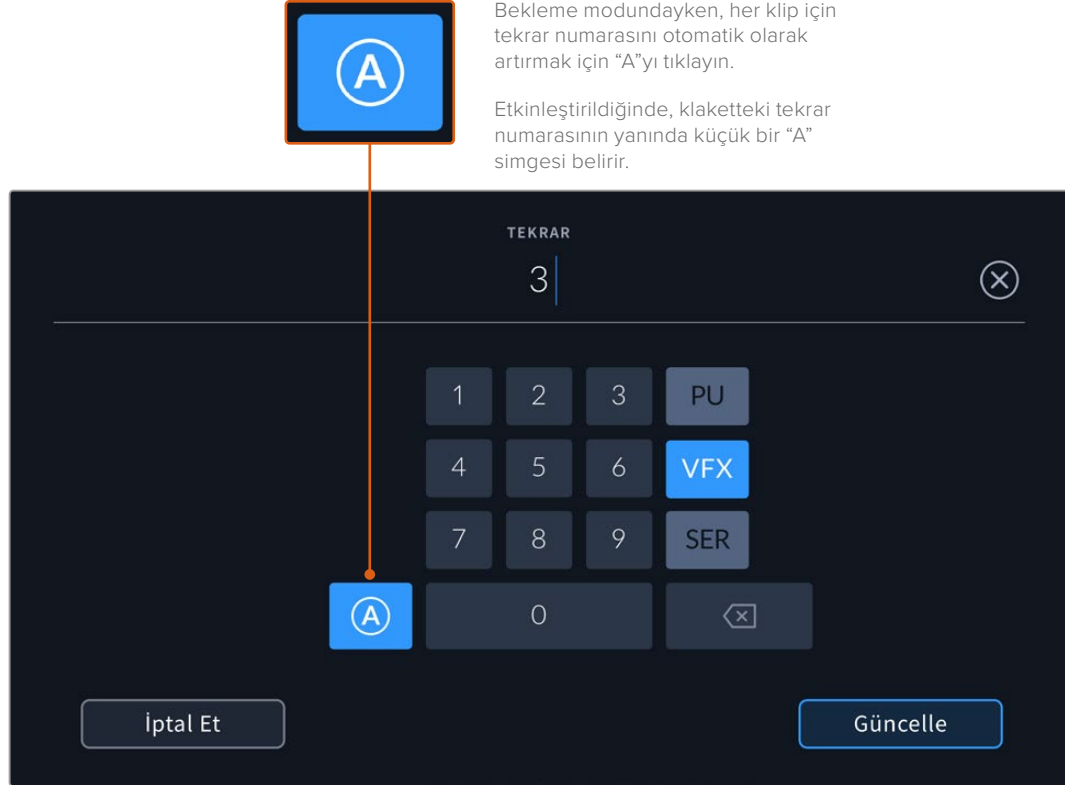 Bekleme modundayken, her klip için
tekrar numarasını otomatik olarak
artırmak için “A”yı tıklayın.
Etkinleştirildiğinde, klaketteki tekrar
numarasının yanında küçük bir “A”
simgesi belirir.
A
TEKRAR
3
1 2 3 PU
4 5 6 VFX
7 8 9 SER
A 0
İptal Et Güncelle